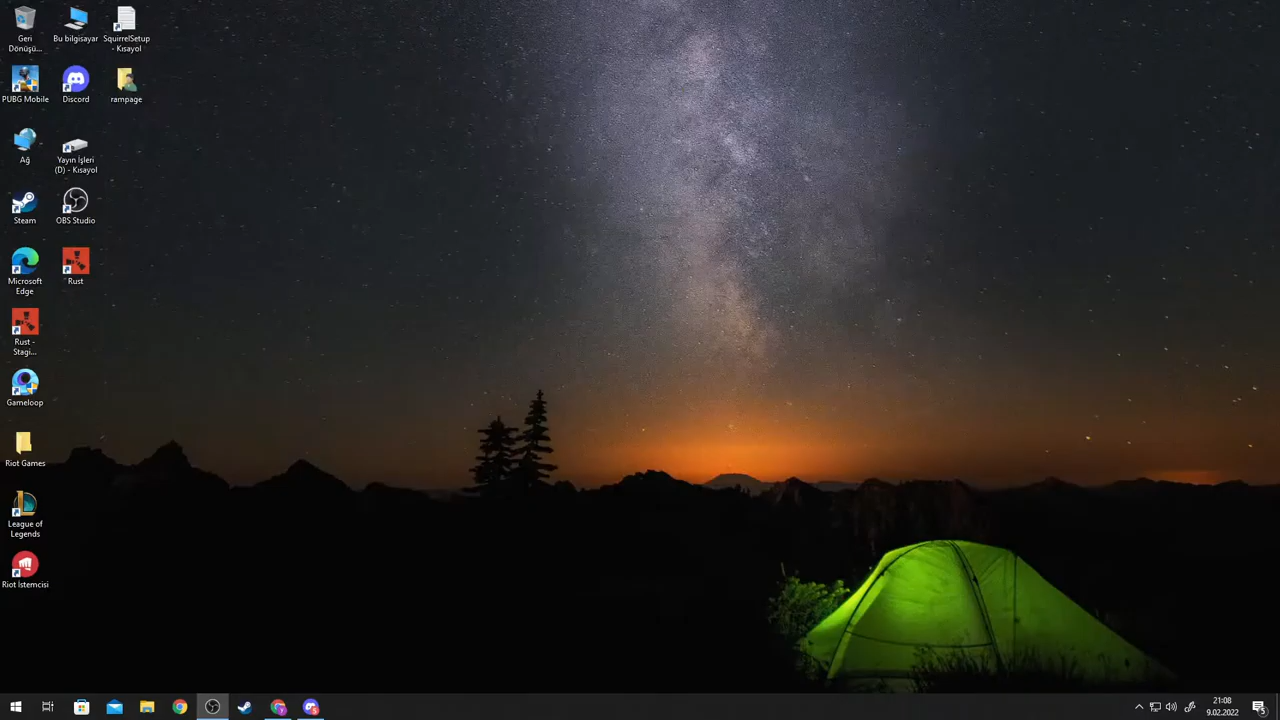 Geri
Dönüşü...
Bu bilgisayar
SquirrelSetup
- Kısayol
PUBG Mobile
Discord
rampage
Ağ
Yayın İşleri
(D) - Kısayol
Steam
OBS Studio
Microsoft
Edge
Rust
Rust -
Stagi...
Gameloop
Riot Games
League of
Legends
Riot İstemcisi
21:08
9.02.2022